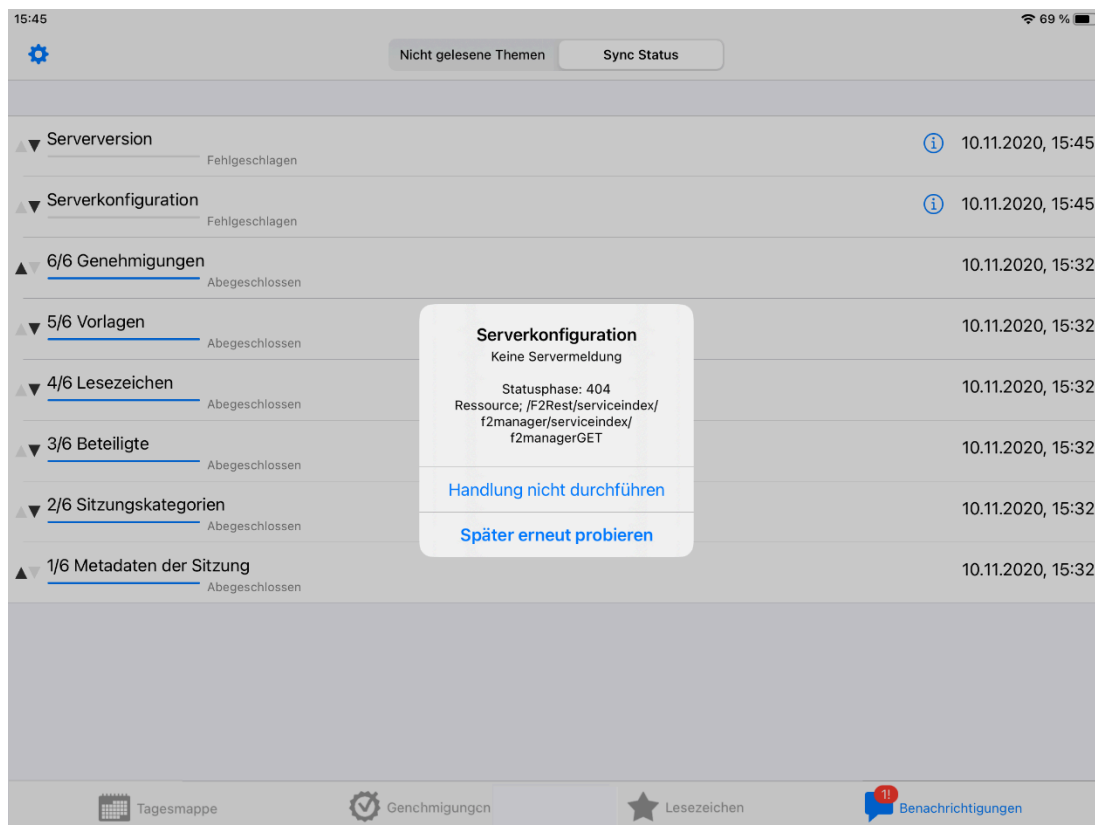 15:45
69 %
Nicht gelesene Themen
Sync Status
Serverversion
Fehlgeschlagen
10.11.2020, 15:45
Serverkonfiguration
Fehlgeschlagen
10.11.2020, 15:45
6/6 Genehmigungen
Abegeschlossen
10.11.2020, 15:32
5/6 Vorlagen
Abegeschlossen
10.11.2020, 15:32
4/6 Lesezeichen
Abegeschlossen
10.11.2020, 15:32
3/6 Beteiligte
Abegeschlossen
10.11.2020, 15:32
2/6 Sitzungskategorien
Abegeschlossen
10.11.2020, 15:32
1/6 Metadaten der Sitzung
Abegeschlossen
10.11.2020, 15:32
Serverkonfiguration
Keine Servermeldung
Statusphase: 404
Ressource; /F2Rest/serviceindex/
f2manager/serviceindex/
f2managerGET
Handlung nicht durchführen
Später erneut probieren
Tagesmappe
Genchmigungcn
Lesezeichen
1!
Benachrichtigungen